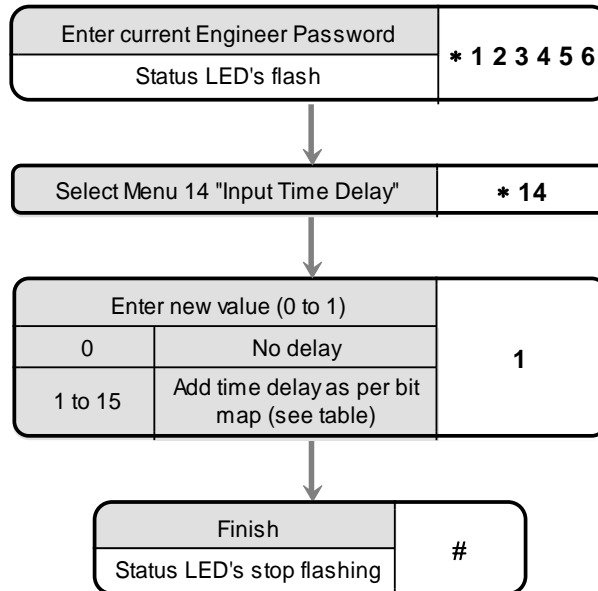 Enter current Engineer Password
* 1 2 3 4 5 6
Status LED's flash
Select Menu 14 "Input Time Delay"
* 14
Enter new value (0 to 1)
0
No delay
1
1 to 15
Add time delay as per bit
map (see table)
Finish
#
Status LED's stop flashing